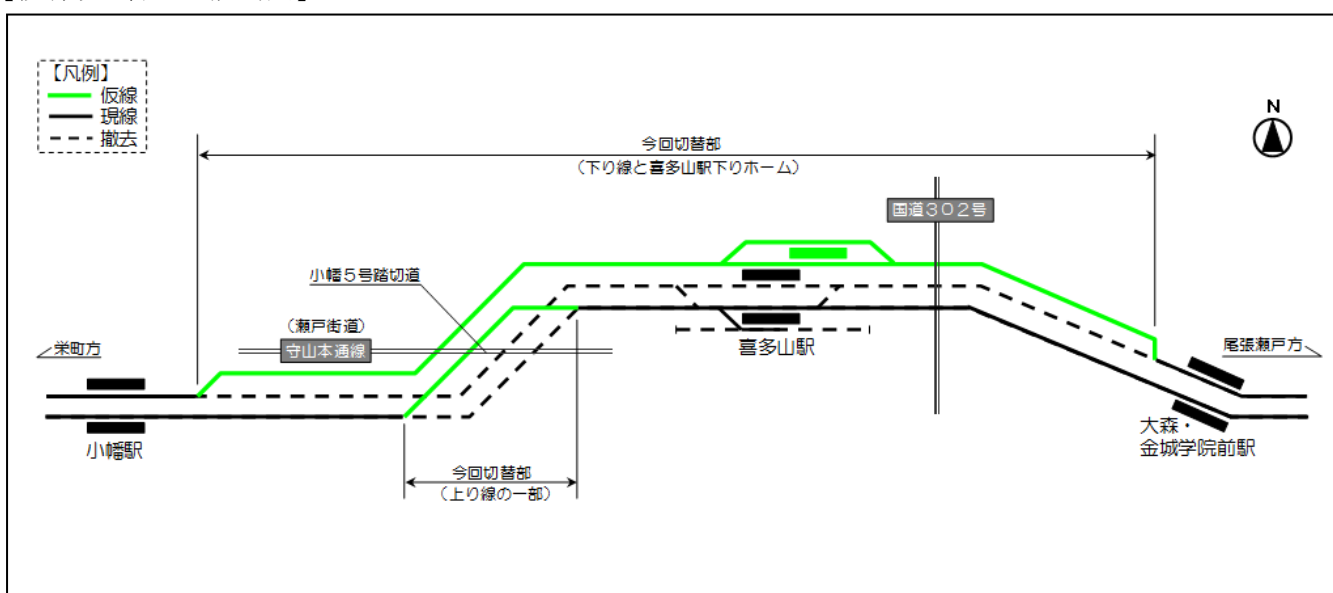 【凡例】
仮線
現線
撤去
N
今回切替部
(下り線と喜多山駅下りホーム)
国道302号
小幡5号踏切道
(瀬戸街道)
守山本通線
栄町方
喜多山駅
尾張瀬戸方
小幡駅
大森・
金城学院前駅
今回切替部
(上り線の一部)